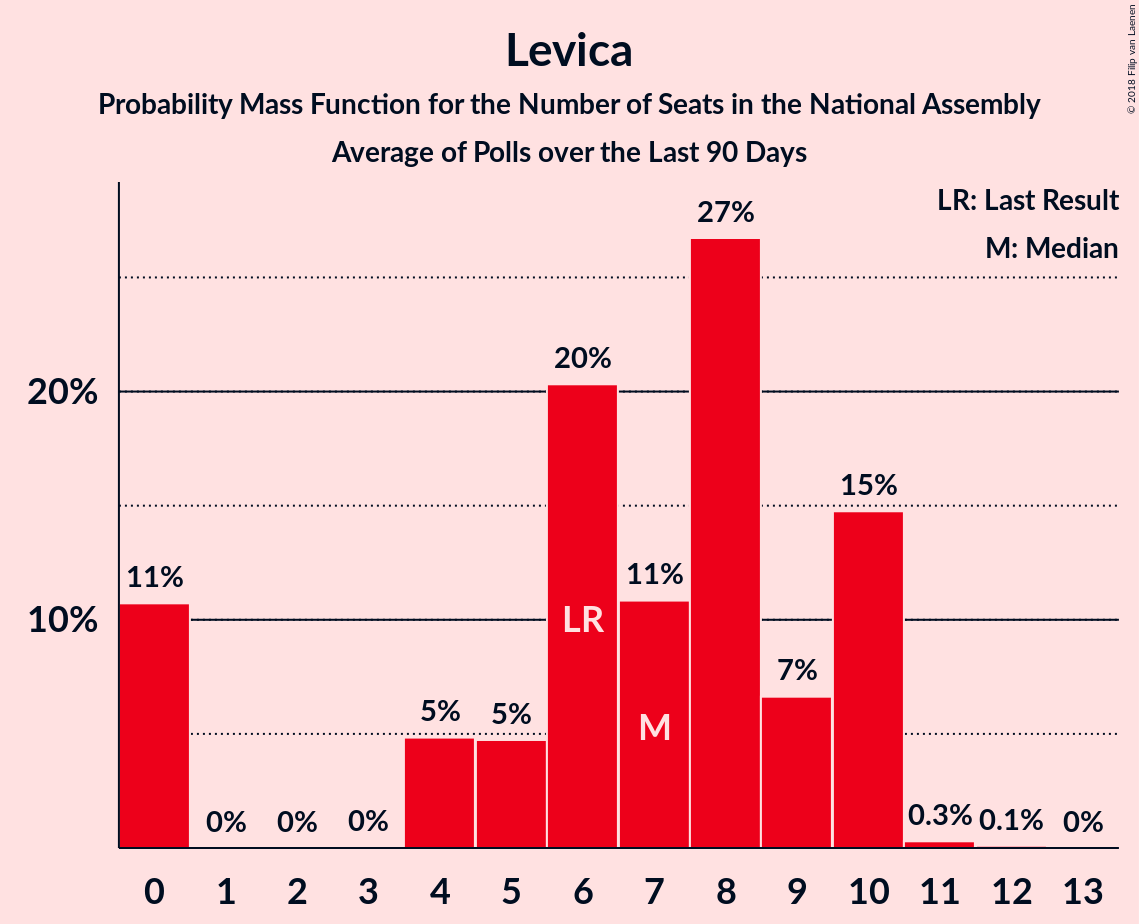 Levica
Probability Mass Function for the Number of Seats in the National Assembly
Average of Polls over the Last 90 Days
© 2018 Filip van Laenen
LR: Last Result
M: Median
27%
20%
20%
15%
11%
11%
10%
LR
7%
5%
5%
M
0%
0%
0%
0.3%
0.1%
0%
0 1 2 3 4 5 6 7 8 9 10 11 12 13